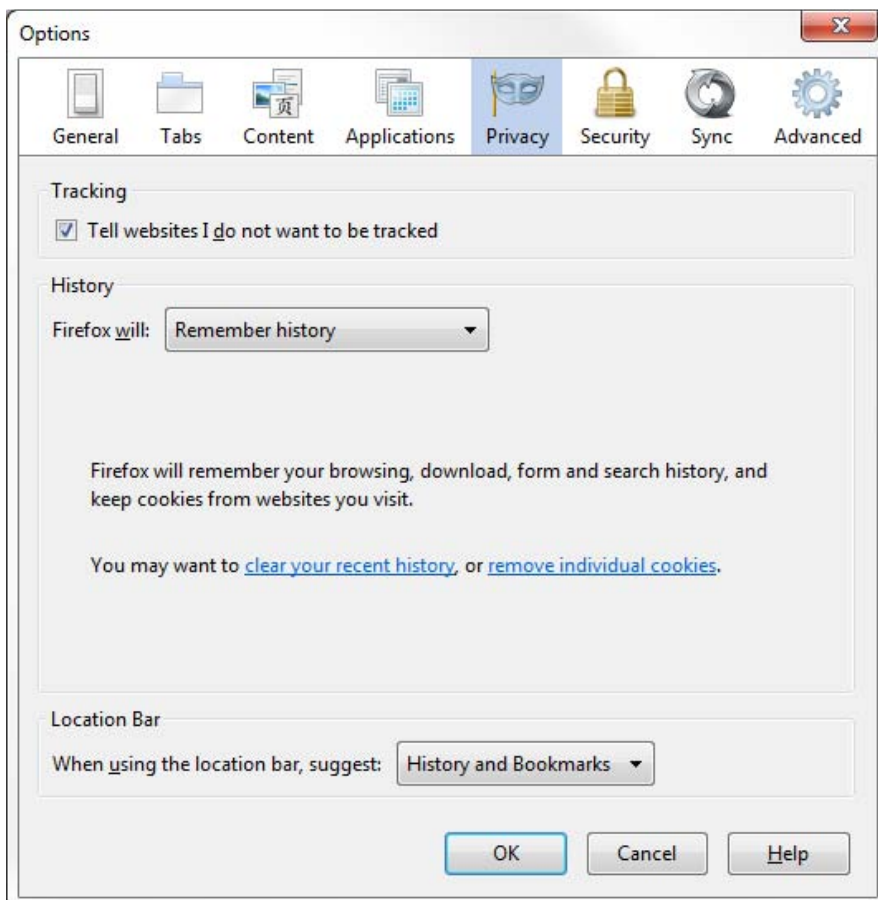 Options
General Tabs Content Applications Privacy Security Sync Advanced
页
Tracking
Tell websites I do not want to be tracked
History
Firefox will: Remember history
Firefox will remember your browsing, download, form and search history, and
keep cookies from websites you visit.
You may want to clear your recent history, or remove individual cookies.
Location Bar
When using the location bar, suggest: History and Bookmarks
OK Cancel Help